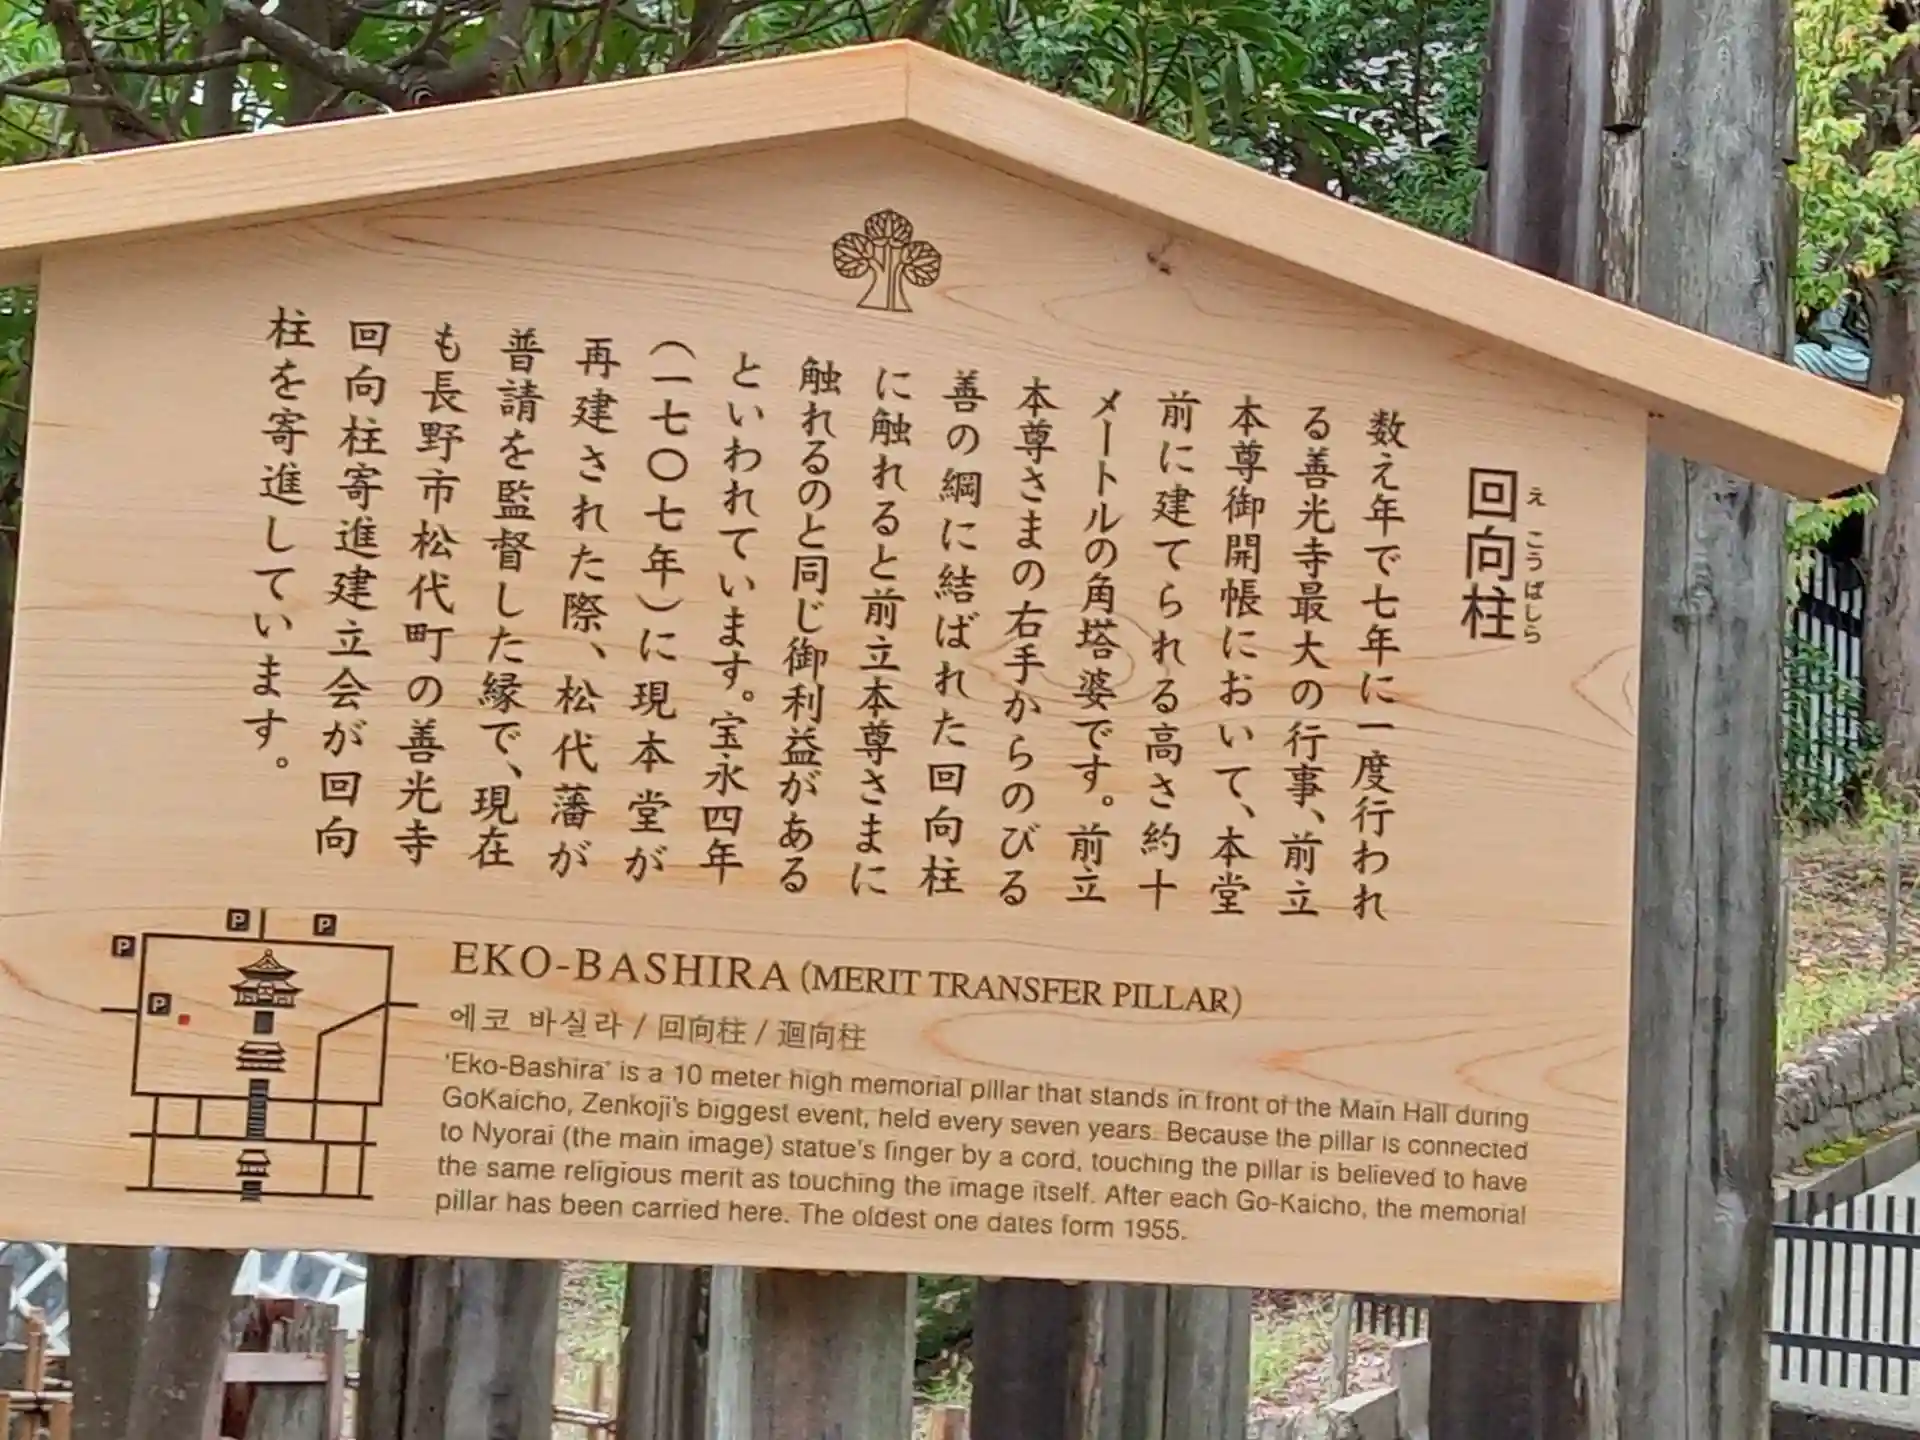 回向柱
え こう ばしら
数え年で七年に一度行われ
る善光寺最大の行事、前立
本尊御開帳において、本堂
前に建てられる高さ約十
メートルの角塔婆です。前立
本尊さまの右手からのびる
善の綱に結ばれた回向柱
に触れると前立本尊さまに
触れるのと同じ御利益がある
といわれています。宝永四年
(一七〇七年)に現本堂が
再建された際、松代藩が
普請を監督した縁で、現在
も長野市松代町の善光寺
回向柱寄進建立会が回向
柱を寄進しています。
P
P
P
P
EKO-BASHIRA (MERIT TRANSFER PILLAR)
에코 바실라 / 回向柱 / 迴向柱
'Eko-Bashira' is a 10 meter high memorial pillar that stands in front of the Main Hall during
GoKaicho, Zenkoji's biggest event, held every seven years. Because the pillar is connected
to Nyorai (the main image) statue's finger by a cord, touching the pillar is believed to have
the same religious merit as touching the image itself. After each Go-Kaicho, the memorial
pillar has been carried here. The oldest one dates form 1955.